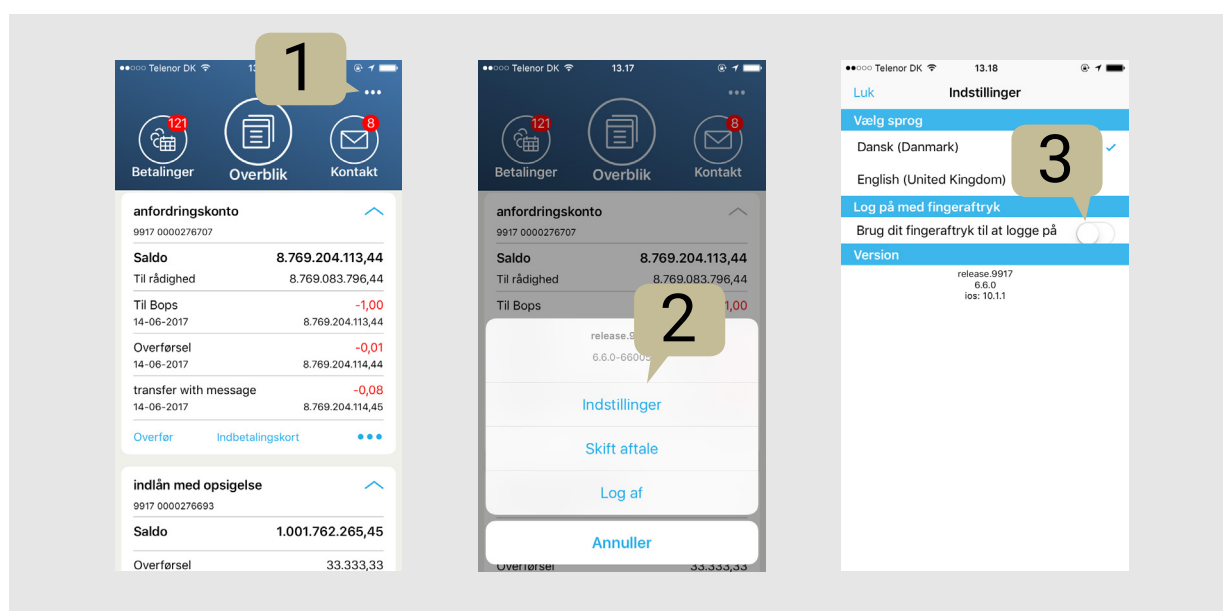 1
●●○○○ Telenor DK
121
8
Betalinger Overblik Kontakt
anfordringskonto
9917 0000276707
Saldo 8.769.204.113,44
Til rådighed 8.769.083.796,44
Til Bops -1,00
14-06-2017 8.769.204.113,44
Overførsel -0,01
14-06-2017 8.769.204.114,44
transfer with message -0,08
14-06-2017 8.769.204.114,45
Overfør Indbetalingskort
indlån med opsigelse
9917 0000276693
Saldo 1.001.762.265,45
Overførsel 33.333,33
2
●●○○○ Telenor DK 13.17
121
8
Betalinger Overblik Kontakt
anfordringskonto
9917 0000276707
Saldo 8.769.204.113,44
Til rådighed 8.769.083.796,44
Til Bops
Indstillinger
Skift aftale
Log af
Annuller
Overførsel 33.333,33
3
●●○○○ Telenor DK 13.18
Luk Indstillinger
Vælg sprog
Dansk (Danmark)
English (United Kingdom)
Log på med fingeraftryk
Brug dit fingeraftryk til at logge på
Version
release.9917
6.6.0
ios: 10.1.1